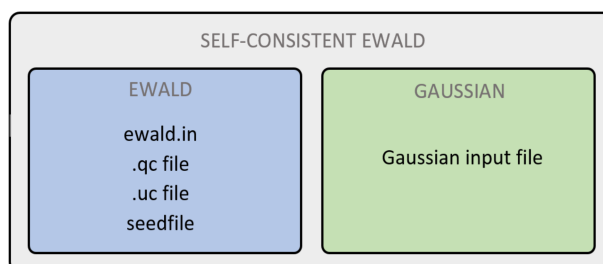 SELF-CONSISTENT EWALD
EWALD
ewald.in
.qc file
.uc file
seedfile
GAUSSIAN
Gaussian input file